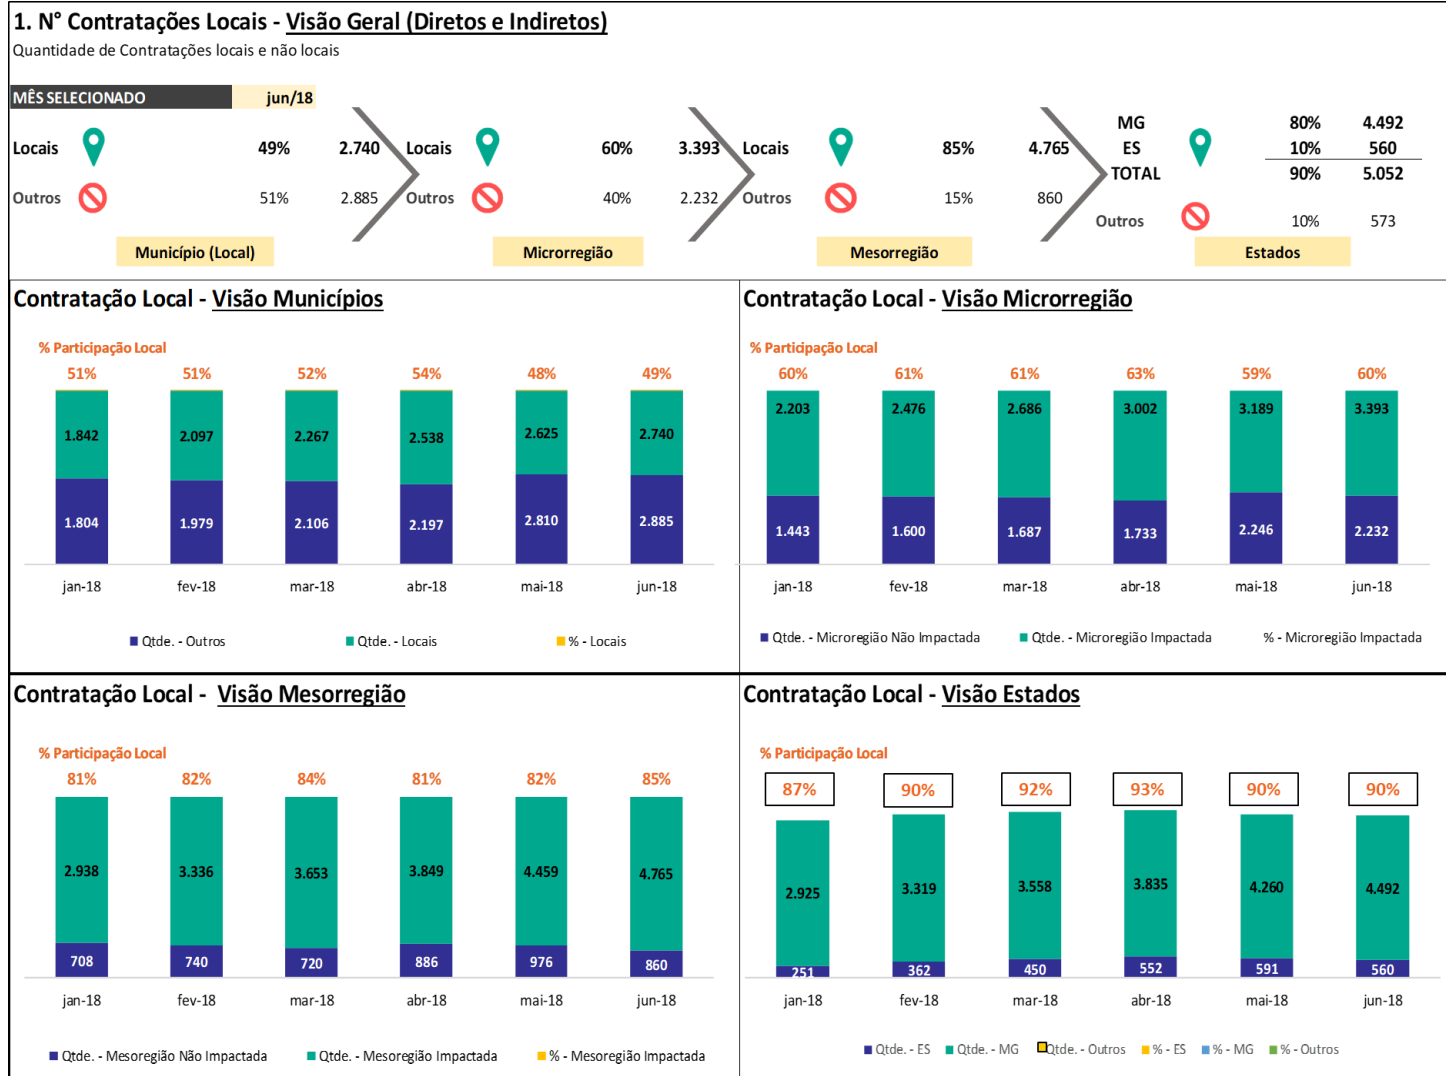 1. N° Contratações Locais - Visão Geral (Diretos e Indiretos)
Quantidade de Contratações locais e não locais
MÊS SELECIONADO jun/18
Locais 49% 2.740
Outros 51% 2.885
Município (Local)
Locais 60% 3.393
Outros 40% 2.232
Microrregião
Locais 85% 4.765
Outros 15% 860
Mesorregião
MG 80% 4.492
ES 10% 560
TOTAL 90% 5.052
Outros 10% 573
Estados
Contratação Local - Visão Municípios
% Participação Local
51% 51% 52% 54% 48% 49%
1.842 2.097 2.267 2.538 2.625 2.740
1.804 1.979 2.106 2.197 2.810 2.885
jan-18 fev-18 mar-18 abr-18 mai-18 jun-18
Qtde. - Outros Qtde. - Locais % - Locais
Contratação Local - Visão Microrregião
% Participação Local
60% 61% 61% 63% 59% 60%
2.203 2.476 2.686 3.002 3.189 3.393
1.443 1.600 1.687 1.733 2.246 2.232
jan-18 fev-18 mar-18 abr-18 mai-18 jun-18
Qtde. - Microregião Não Impactada Qtde. - Microregião Impactada % - Microregião Impactada
Contratação Local - Visão Mesorregião
% Participação Local
81% 82% 84% 81% 82% 85%
2.938 3.336 3.653 3.849 4.459 4.765
708 740 720 886 976 860
jan-18 fev-18 mar-18 abr-18 mai-18 jun-18
Qtde. - Mesoregião Não Impactada Qtde. - Mesoregião Impactada % - Mesoregião Impactada
Contratação Local - Visão Estados
% Participação Local
87% 90% 92% 93% 90% 90%
2.925 3.319 3.558 3.835 4.260 4.492
251 362 450 552 591 560
jan-18 fev-18 mar-18 abr-18 mai-18 jun-18
Qtde. - ES Qtde. - MG Qtde. - Outros % - ES % - MG % - Outros